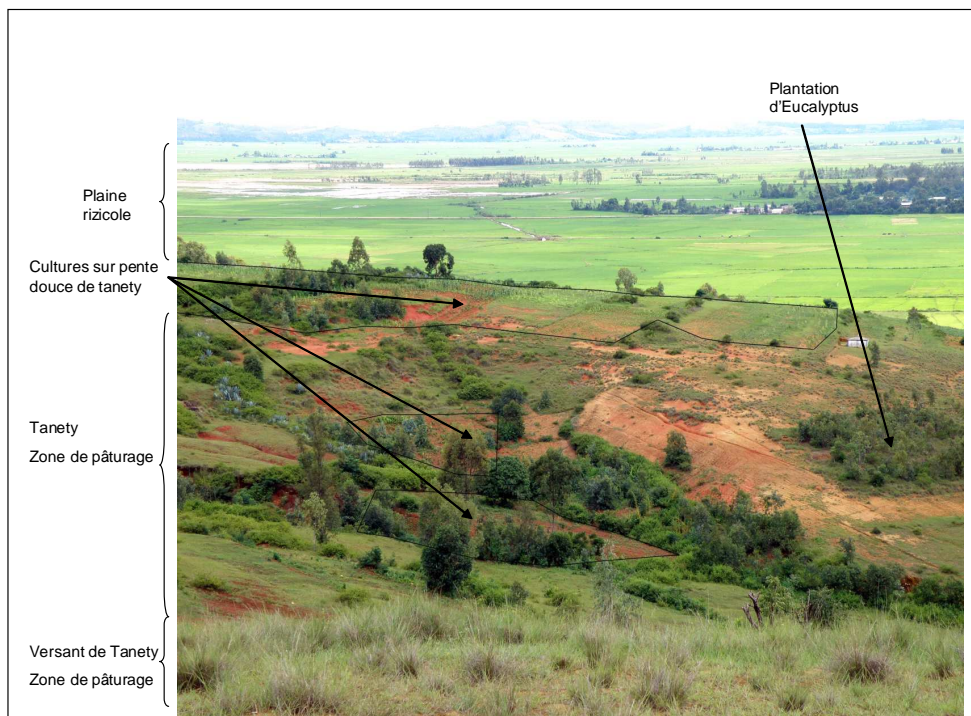 Plantation
d'Eucalyptus
Plaine
rizicole
Cultures sur pente
douce de tanety
Tanety
Zone de pâturage
Versant de Tanety
Zone de pâturage